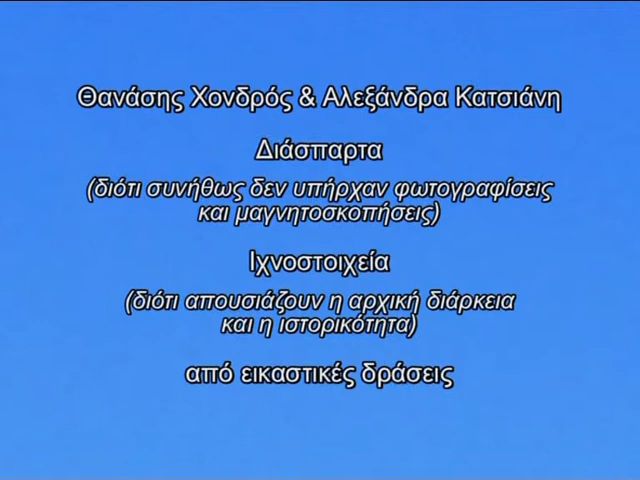 Θανάσης Χονδρός & Αλεξάνδρα Κατσιάνη
Διάσπαρτα
(διότι συνήθως δεν υπήρχαν φωτογραφίσεις
και μαγνητοσκοπήσεις)
Ιχνοστοιχεία
(διότι απουσιάζουν η αρχική διάρκεια
και η ιστορικότητα)
από εικαστικές δράσεις